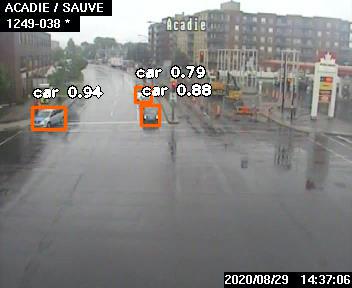 ACADIE / SAUVE
1249-038 *
Acadie
car 0.79
car 0.94
car 0.88
2020/08/29 14:37:06